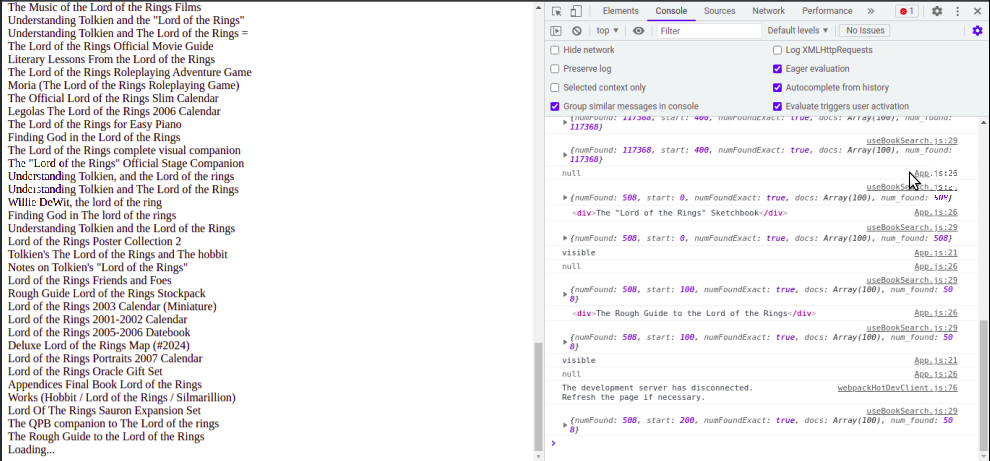 The Music of the Lord of the Rings Films
Understanding Tolkien and the "Lord of the Rings"
Understanding Tolkien and The Lord of the Rings =
The Lord of the Rings Official Movie Guide
Literary Lessons From the Lord of the Rings
The Lord of the Rings Roleplaying Adventure Game
Moria (The Lord of the Rings Roleplaying Game)
The Official Lord of the Rings Slim Calendar
Legolas The Lord of the Rings 2006 Calendar
The Lord of the Rings for Easy Piano
Finding God in the Lord of the Rings
The Lord of the Rings complete visual companion
The "Lord of the Rings" Official Stage Companion
Understanding Tolkien, and the Lord of the rings
Understanding Tolkien and The Lord of the Rings
Willie DeWit, the lord of the ring
Finding God in The lord of the rings
Understanding Tolkien and the Lord of the Rings
Lord of the Rings Poster Collection 2
Tolkien's The Lord of the Rings and The hobbit
Notes on Tolkien's "Lord of the Rings"
Lord of the Rings Friends and Foes
Rough Guide Lord of the Rings Stockpack
Lord of the Rings 2003 Calendar (Miniature)
Lord of the Rings 2001-2002 Calendar
Lord of the Rings 2005-2006 Datebook
Deluxe Lord of the Rings Map (#2024)
Lord of the Rings Portraits 2007 Calendar
Lord of the Rings Oracle Gift Set
Appendices Final Book Lord of the Rings
Works (Hobbit / Lord of the Rings / Silmarillion)
Lord Of The Rings Sauron Expansion Set
The QPB companion to The Lord of the rings
The Rough Guide to the Lord of the Rings
Loading...
Elements Console Sources Network Performance » 1
top Filter Default levels No Issues
Hide network Log XMLHttpRequests
Preserve log Eager evaluation
Selected context only Autocomplete from history
Group similar messages in console Evaluate triggers user activation
{numFound: 117368, start: 400, numFoundExact: true, docs: Array(100), num_found:
117368}
useBookSearch.js:29
{numFound: 117368, start: 400, numFoundExact: true, docs: Array(100), num_found:
117368}
null App.js:26
{numFound: 508, start: 0, numFoundExact: true, docs: Array(100), num_found: 508}
<div>The "Lord of the Rings" Sketchbook</div> App.js:26
useBookSearch.js:29
{numFound: 508, start: 0, numFoundExact: true, docs: Array(100), num_found: 508}
visible App.js:21
null App.js:26
useBookSearch.js:29
{numFound: 508, start: 100, numFoundExact: true, docs: Array(100), num_found: 50
8}
<div>The Rough Guide to the Lord of the Rings</div> App.js:26
useBookSearch.js:29
{numFound: 508, start: 100, numFoundExact: true, docs: Array(100), num_found: 50
8}
visible App.js:21
null App.js:26
The development server has disconnected. webpackHotDevClient.js:76
Refresh the page if necessary.
useBookSearch.js:29
{numFound: 508, start: 200, numFoundExact: true, docs: Array(100), num_found: 50
8}